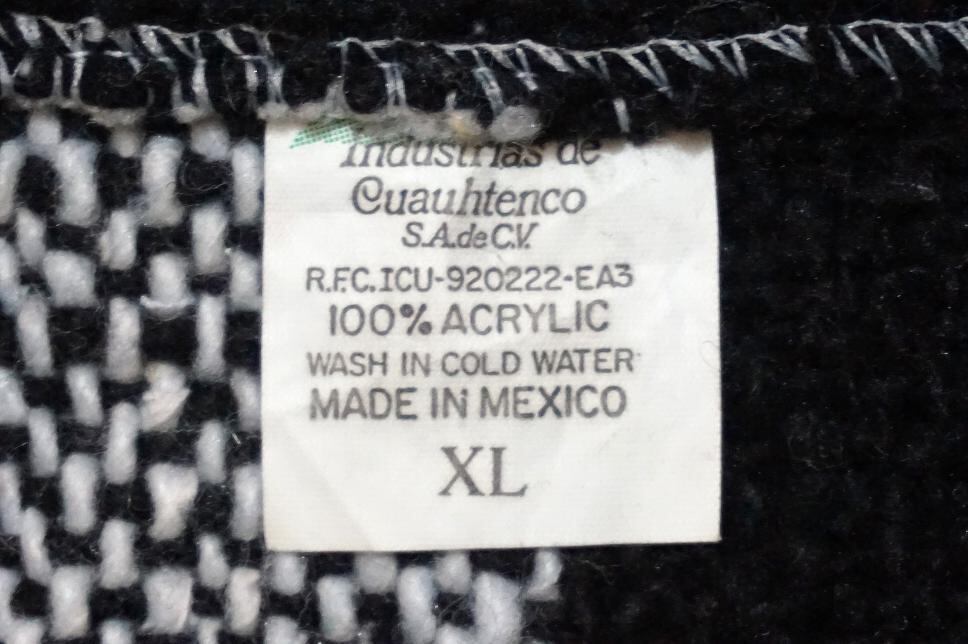 Industrias de
Cuauhtenco
S.A.de C.V.
R.F.C. ICU-920222-EA3
100% ACRYLIC
WASH IN COLD WATER
MADE IN MEXICO
XL